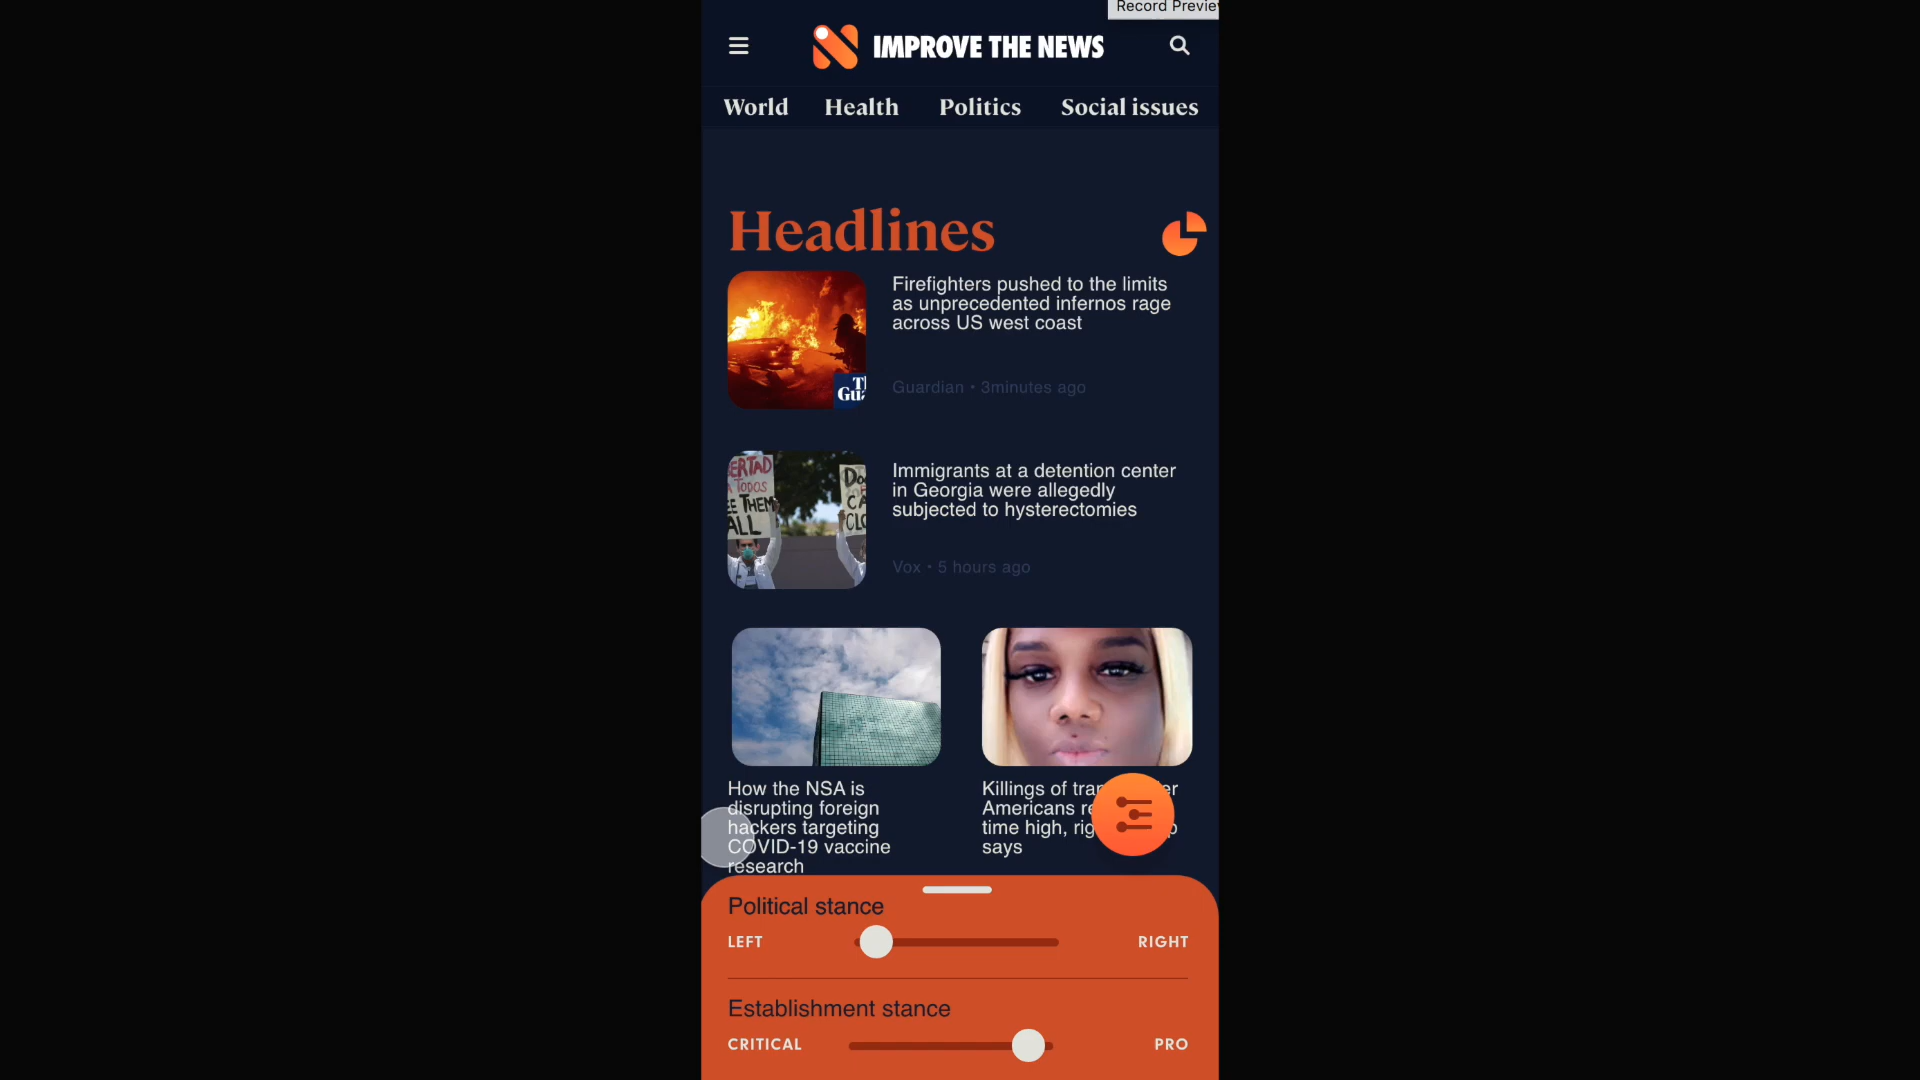 Record Previe
IMPROVE THE NEWS
World Health Politics Social issues
Headlines
Firefighters pushed to the limits
as unprecedented infernos rage
across US west coast
Guardian • 3minutes ago
Immigrants at a detention center
in Georgia were allegedly
subjected to hysterectomies
Vox • 5 hours ago
How the NSA is
disrupting foreign
hackers targeting
COVID-19 vaccine
research
Killings of tra er
Americans re
time high, rig p
says
Political stance
LEFT RIGHT
Establishment stance
CRITICAL PRO